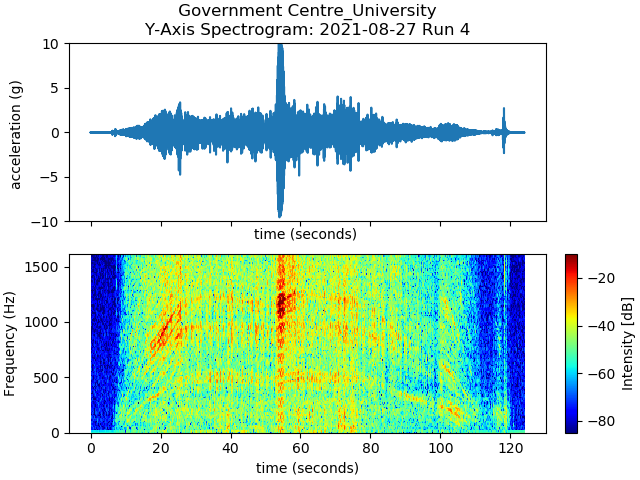 Government Centre_University
Y-Axis Spectrogram: 2021-08-27 Run 4
10
5
0
−5
−10
acceleration (g)
time (seconds)
1500
1000
500
0
Frequency (Hz)
0 20 40 60 80 100 120
time (seconds)
−20
−40
−60
−80
Intensity [dB]